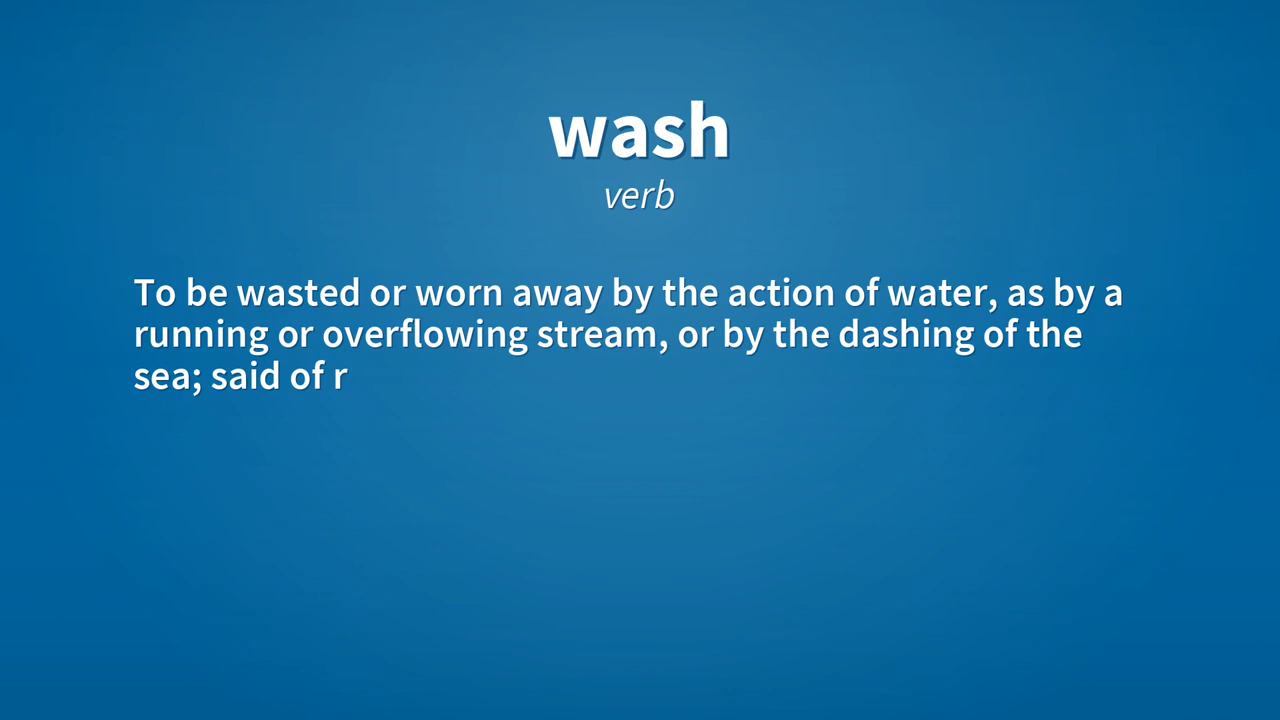 wash
verb
To be wasted or worn away by the action of water, as by a
running or overflowing stream, or by the dashing of the
sea; said of r